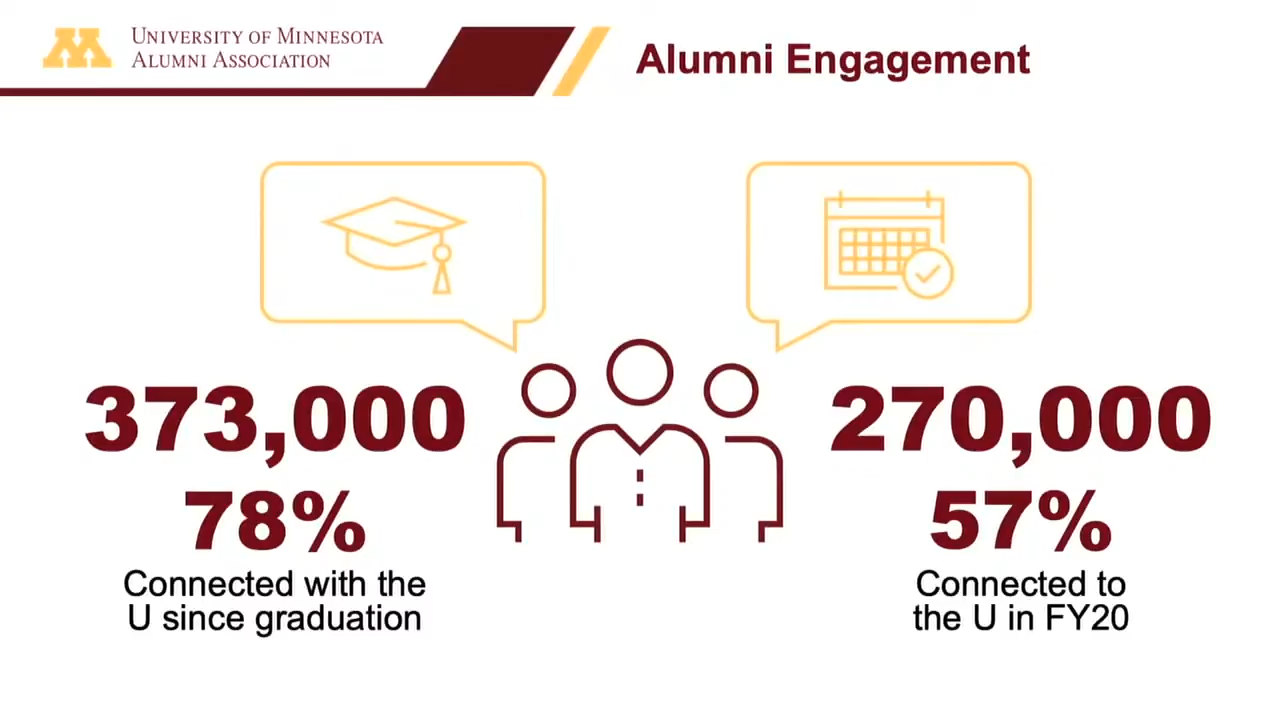 UNIVERSITY OF MINNESOTA
ALUMNI ASSOCIATION
Alumni Engagement
373,000
78%
Connected with the
U since graduation
270,000
57%
Connected to
the U in FY20